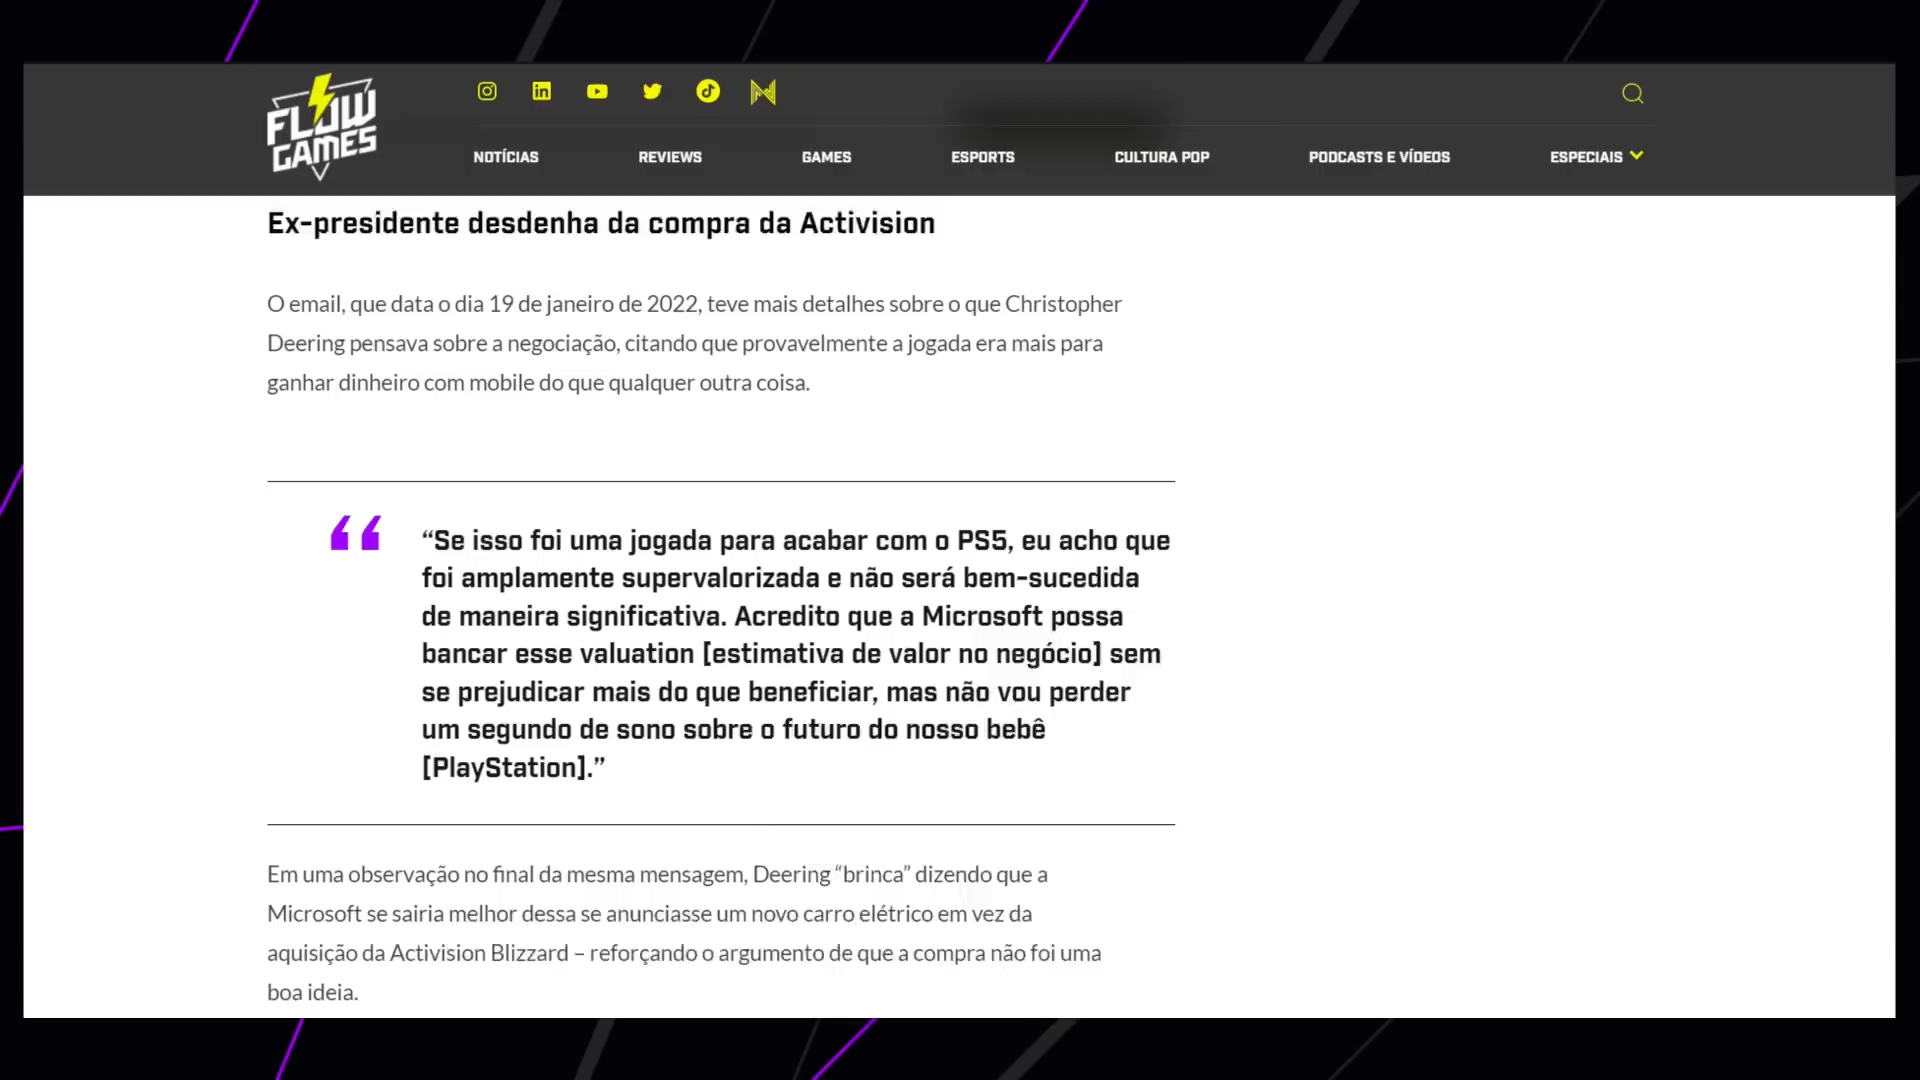 FLOW
GAMES
NOTÍCIAS REVIEWS GAMES ESPORTS CULTURA POP PODCASTS E VÍDEOS ESPECIAIS
Ex-presidente desdenha da compra da Activision
O email, que data o dia 19 de janeiro de 2022, teve mais detalhes sobre o que Christopher
Deering pensava sobre a negociação, citando que provavelmente a jogada era mais para
ganhar dinheiro com mobile do que qualquer outra coisa.
“Se isso foi uma jogada para acabar com o PS5, eu acho que
foi amplamente supervalorizada e não será bem-sucedida
de maneira significativa. Acredito que a Microsoft possa
bancar esse valuation [estimativa de valor no negócio] sem
se prejudicar mais do que beneficiar, mas não vou perder
um segundo de sono sobre o futuro do nosso bebê
[PlayStation].”
Em uma observação no final da mesma mensagem, Deering “brinca” dizendo que a
Microsoft se sairia melhor dessa se anunciasse um novo carro elétrico em vez da
aquisição da Activision Blizzard – reforçando o argumento de que a compra não foi uma
boa ideia.